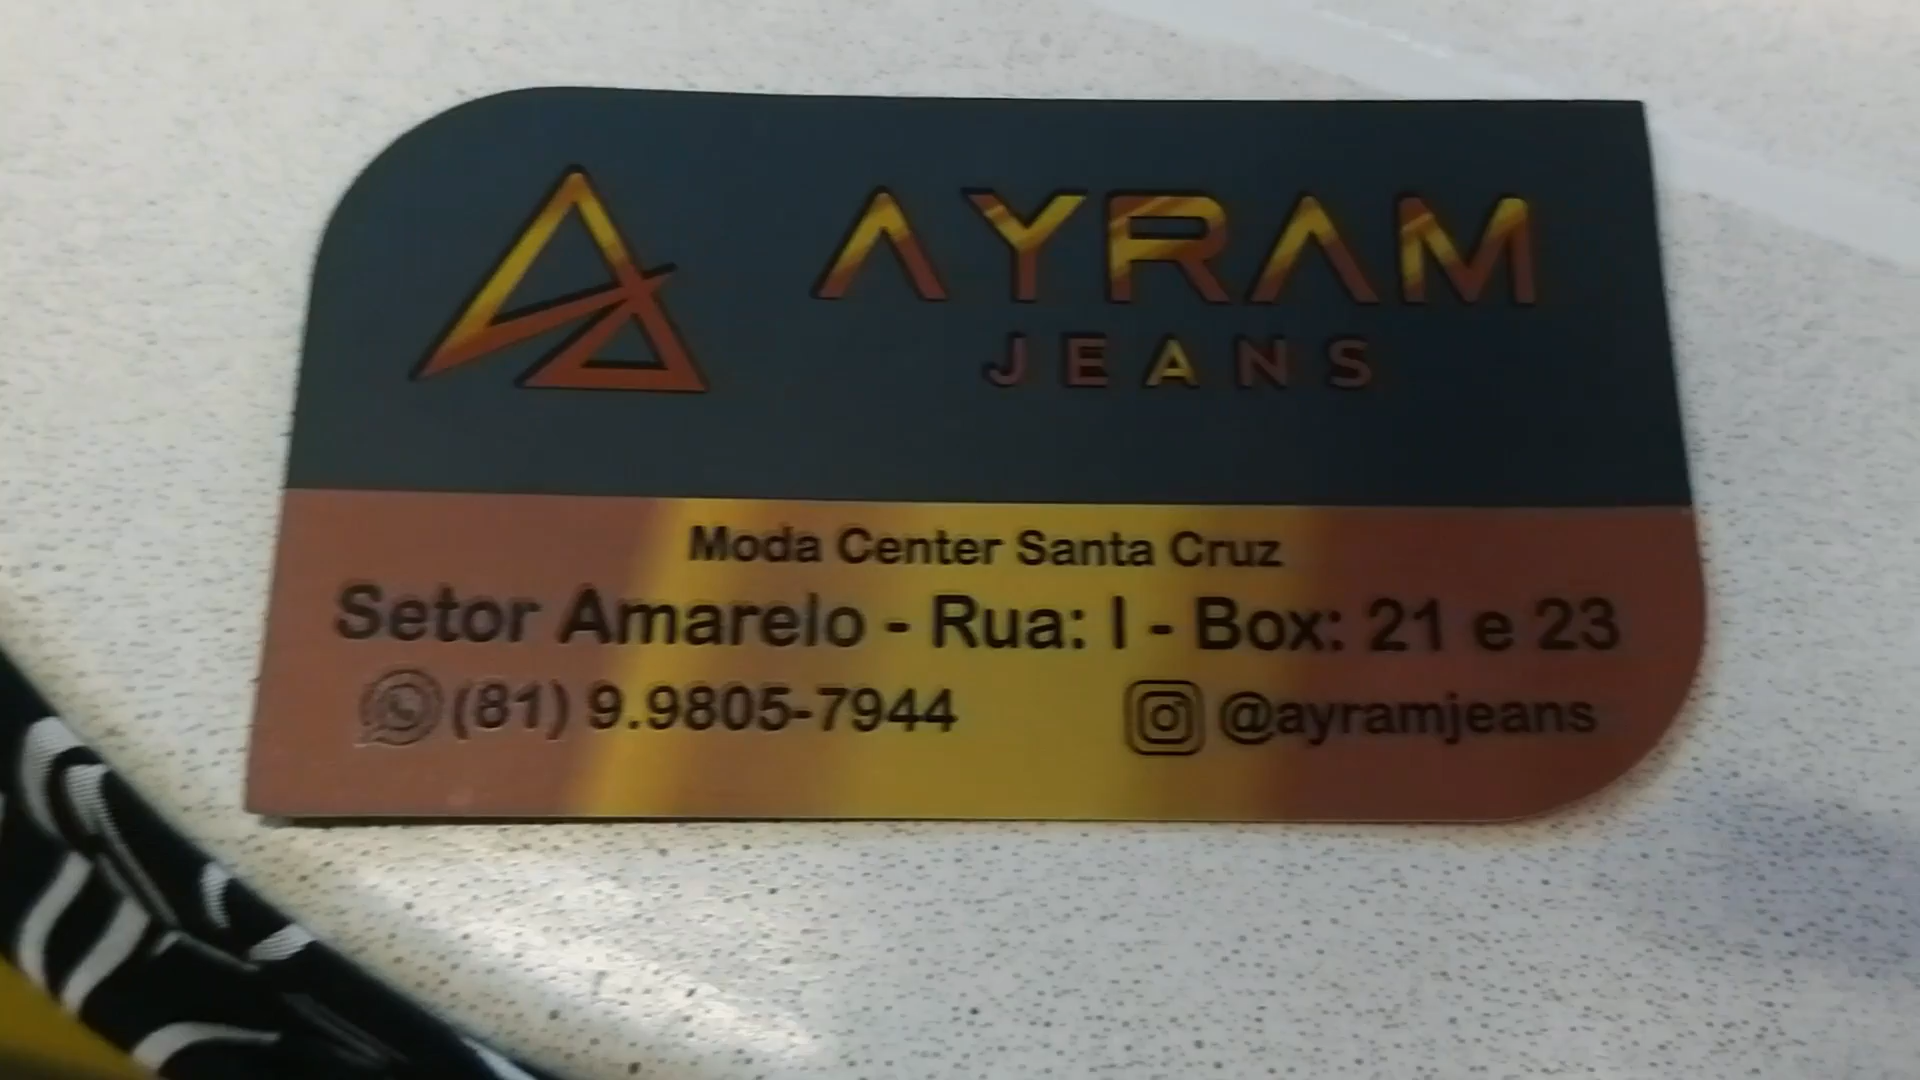 AYRAM
JEANS
Moda Center Santa Cruz
Setor Amarelo - Rua: I - Box: 21 e 23
(81) 9.9805-7944
@ayramjeans